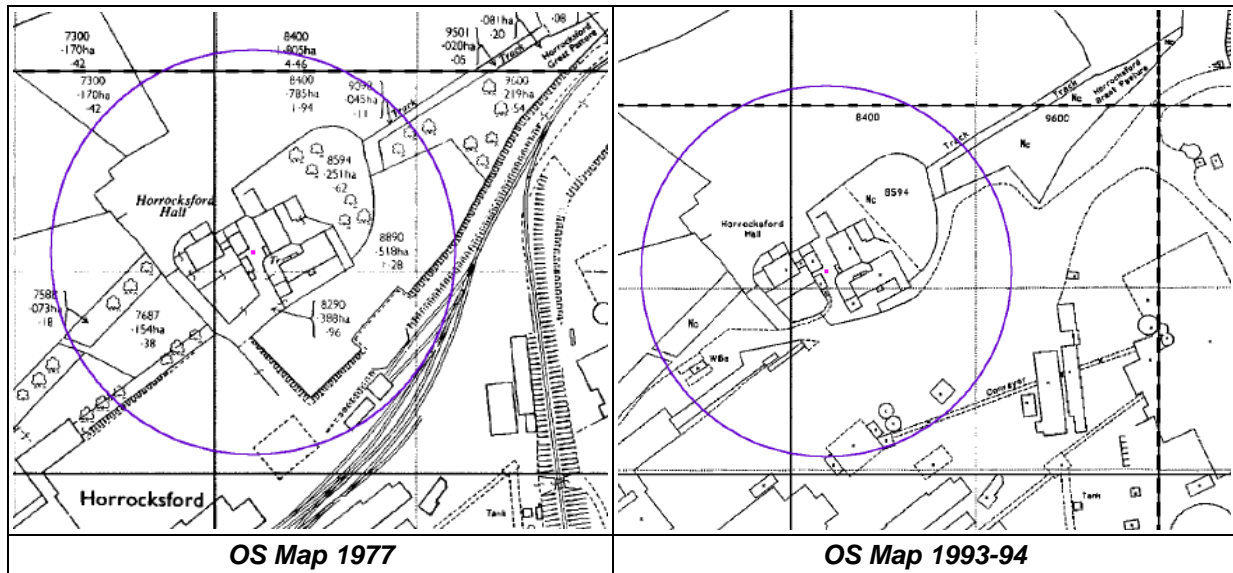 7300
·170ha
·42
8400
1·805ha
4·46
9501
·020ha
·05
·081ha
·20
·08
Track
Horrocksford
Great Pasture
7300
·170ha
·42
8400
·785ha
1·94
9098
·045ha
·11
Track
9600
·219ha
·54
8594
·251ha
·62
Horrocksford
Hall
8890
·518ha
1·28
7588
·073ha
·18
7687
·154ha
·38
8290
·388ha
·96
Horrocksford
Tank
OS Map 1977
Nc
Track
Nc
Horrocksford
Great Pasture
8400
9600
Track
Nc
8594
Nc
Horrocksford
Hall
Nc
WBs
Conveyor
Tank
OS Map 1993-94